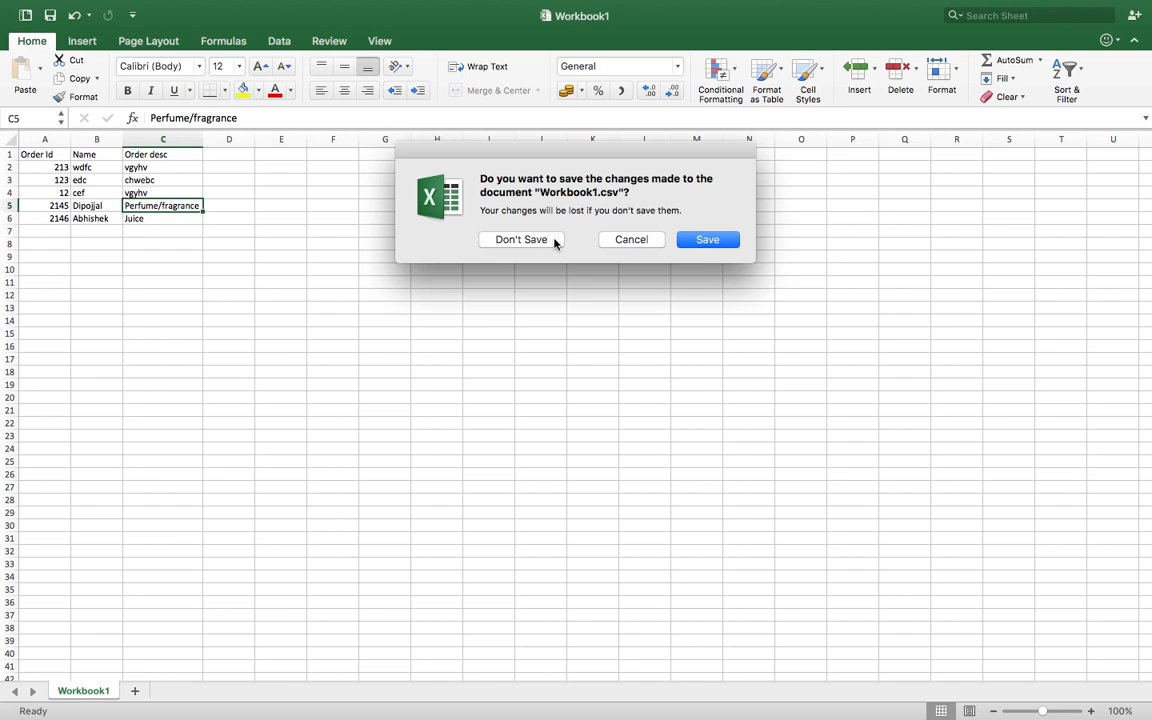 Workbook1
Search Sheet
Home Insert Page Layout Formulas Data Review View
Paste
Cut
Copy
Format
Calibri (Body) 12 A A
B I U A
Wrap Text
Merge & Center
General
% )
Conditional Formatting
Format as Table
Cell Styles
Insert
Delete
Format
AutoSum
Fill
Clear
Sort & Filter
C5 fx Perfume/fragrance
A B C D E F G H I J K L M N O P Q R S T U
1 Order Id Name Order desc
2 213 wdfc vgyhv
3 123 edc chwebc
4 12 cef vgyhv
5 2145 Dipojjal Perfume/fragrance
6 2146 Abhishek Juice
7
8
9
10
11
12
13
14
15
16
17
18
19
20
21
22
23
24
25
26
27
28
29
30
31
32
33
34
35
36
37
38
39
40
41
42
Do you want to save the changes made to the
document "Workbook1.csv"?
Your changes will be lost if you don't save them.
Don't Save Cancel Save
Workbook1 +
Ready 100%